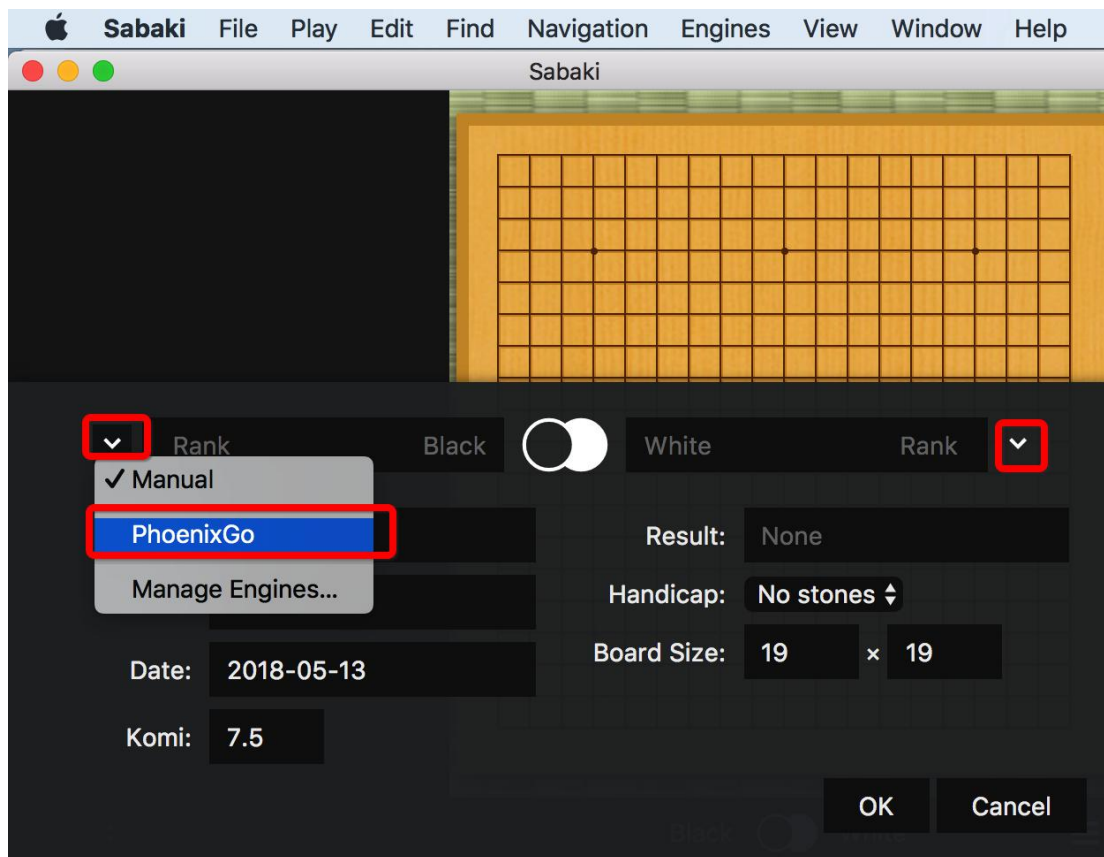 Sabaki File Play Edit Find Navigation Engines View Window Help
Sabaki
Rank Black White Rank
✓ Manual
PhoenixGo
Manage Engines...
Result: None
Handicap: No stones
Board Size: 19 × 19
Date: 2018-05-13
Komi: 7.5
OK Cancel
Black